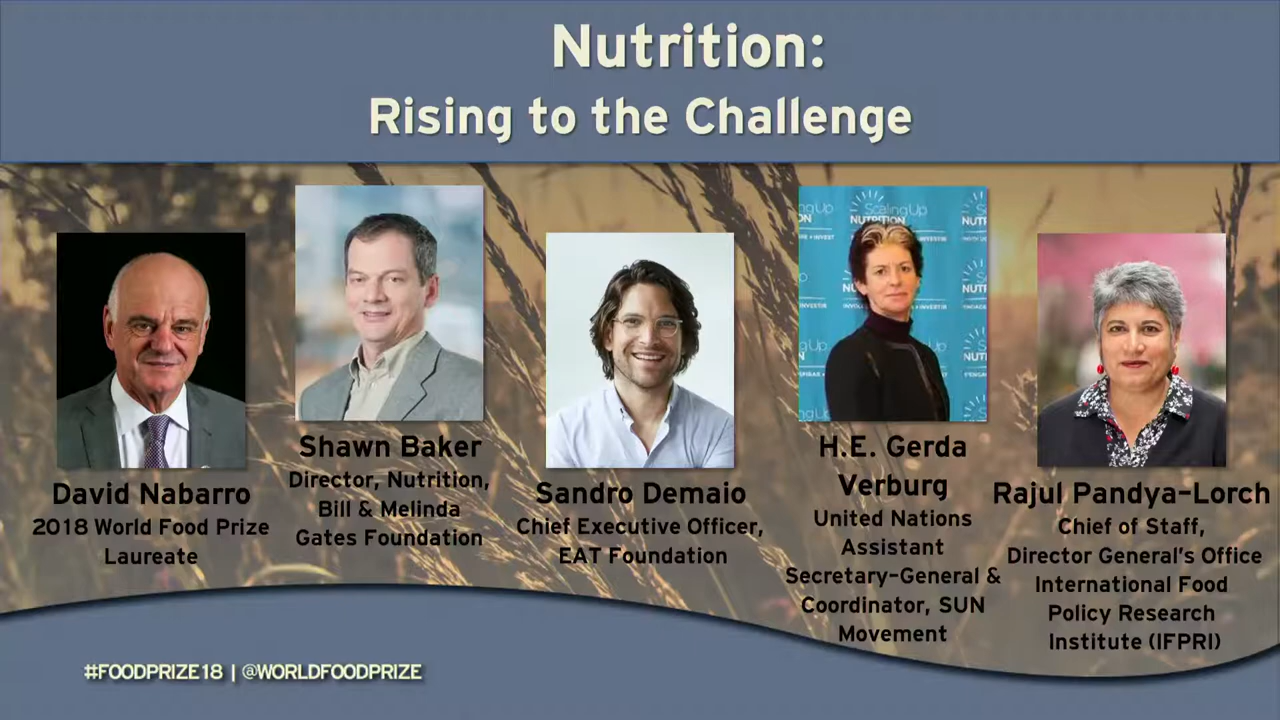 Nutrition:
Rising to the Challenge
David Nabarro
2018 World Food Prize
Laureate
Shawn Baker
Director, Nutrition,
Bill & Melinda
Gates Foundation
Sandro Demaio
Chief Executive Officer,
EAT Foundation
ScalingUp
NUTRITION
H.E. Gerda
Verburg
United Nations
Assistant
Secretary-General &
Coordinator, SUN
Movement
Rajul Pandya-Lorch
Chief of Staff,
Director General's Office
International Food
Policy Research
Institute (IFPRI)
#FOODPRIZE18 | @WORLDFOODPRIZE